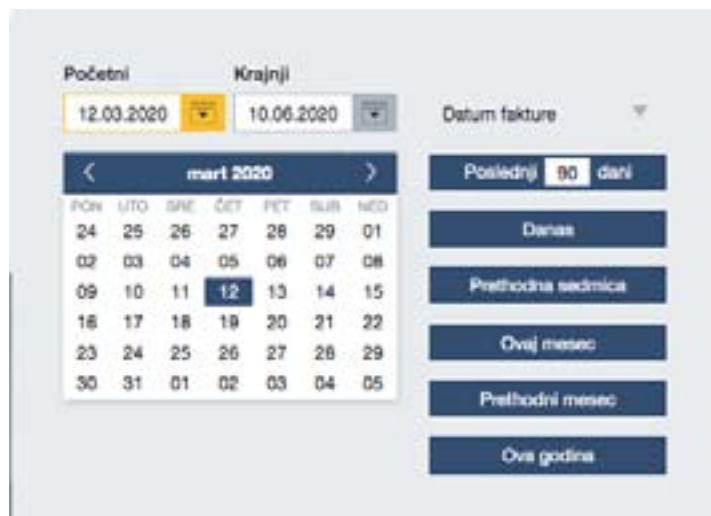 Početni Krajnji
12.03.2020 10.06.2020 Datum fakture
mart 2020
PON UTO SRE ČET PET SUB NED
24 25 26 27 28 29 01
02 03 04 05 06 07 08
09 10 11 12 13 14 15
16 17 18 19 20 21 22
23 24 25 26 27 28 29
30 31 01 02 03 04 05
Poslednji 90 dani
Danas
Prethodna sedmica
Ovaj mesec
Prethodni mesec
Ova godina